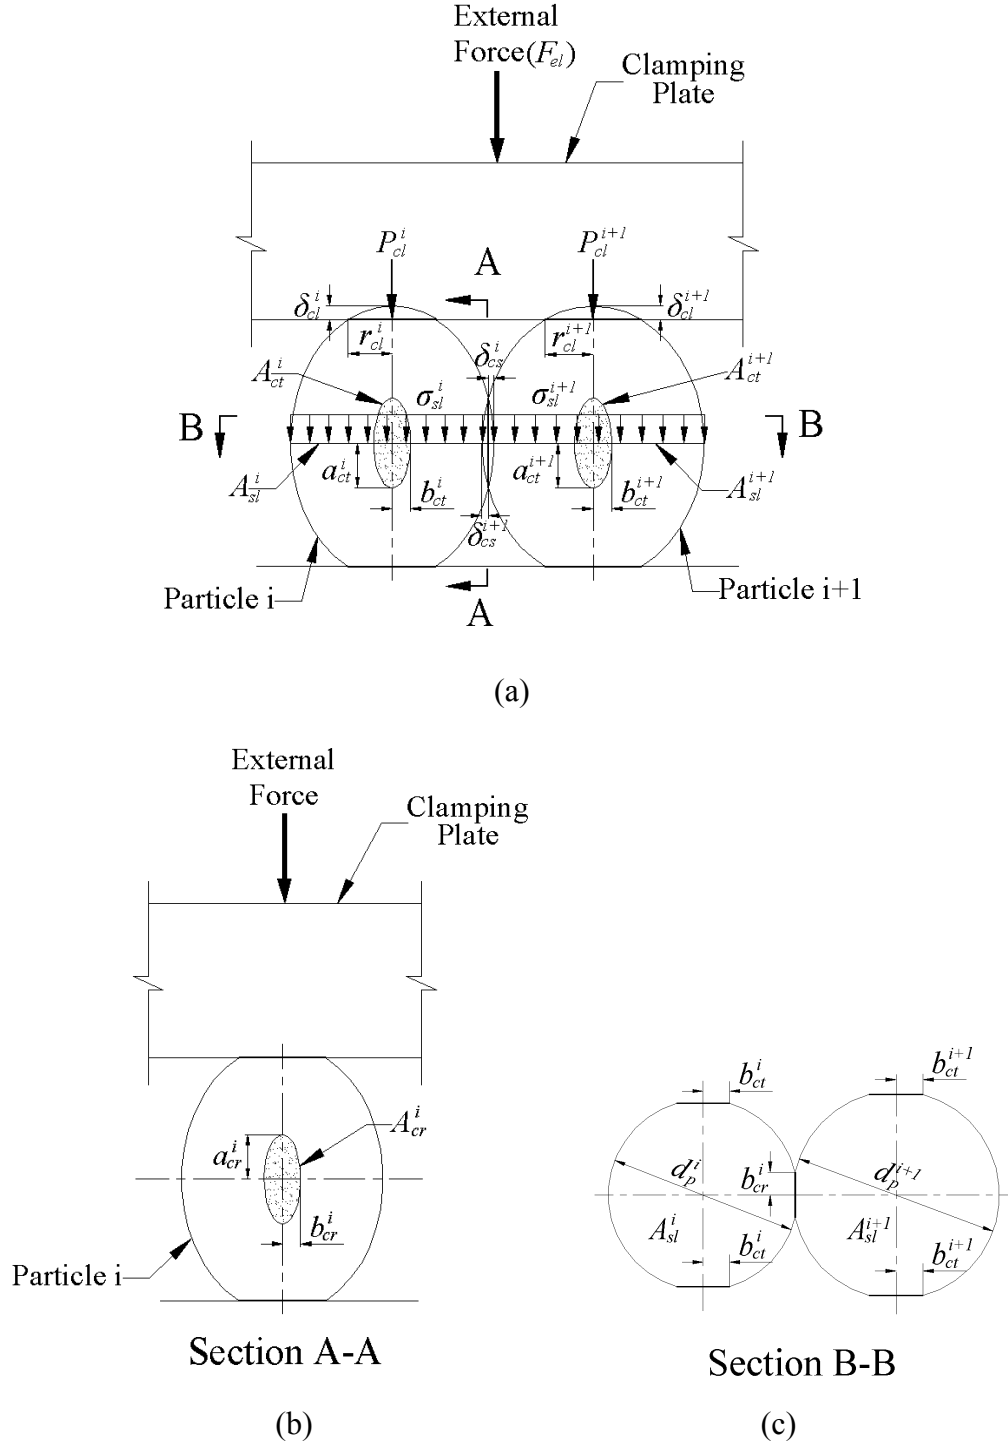 External
Force(F_el)
Clamping
Plate
P_cl^i
P_cl^i+1
A
δ_cl^i
δ_cl^i+1
r_cl^i
r_cl^i+1
δ_cs^i
A_ct^i
A_ct^i+1
σ_sl^i
σ_sl^i+1
B
B
a_ct^i
a_ct^i+1
A_sl^i
b_ct^i
b_ct^i+1
A_sl^i+1
δ_cs^i+1
Particle i
Particle i+1
A
(a)
External
Force
Clamping
Plate
A_cr^i
a_cr^i
b_cr^i
Particle i
Section A-A
(b)
b_ct^i
b_ct^i+1
d_p^i
b_cr^i
d_p^i+1
A_sl^i
b_ct^i
A_sl^i+1
b_ct^i+1
Section B-B
(c)